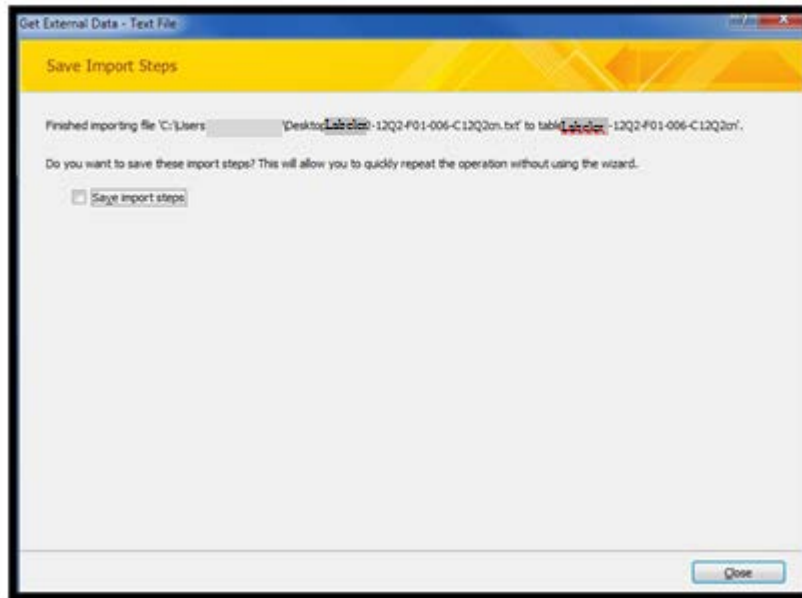 Get External Data - Text File
Save Import Steps
Finished importing file 'C:\Users \Desktop -12Q2-F01-006-C12Q2cn.txt' to table -12Q2-F01-006-C12Q2cn'.
Do you want to save these import steps? This will allow you to quickly repeat the operation without using the wizard.
Save import steps
Close